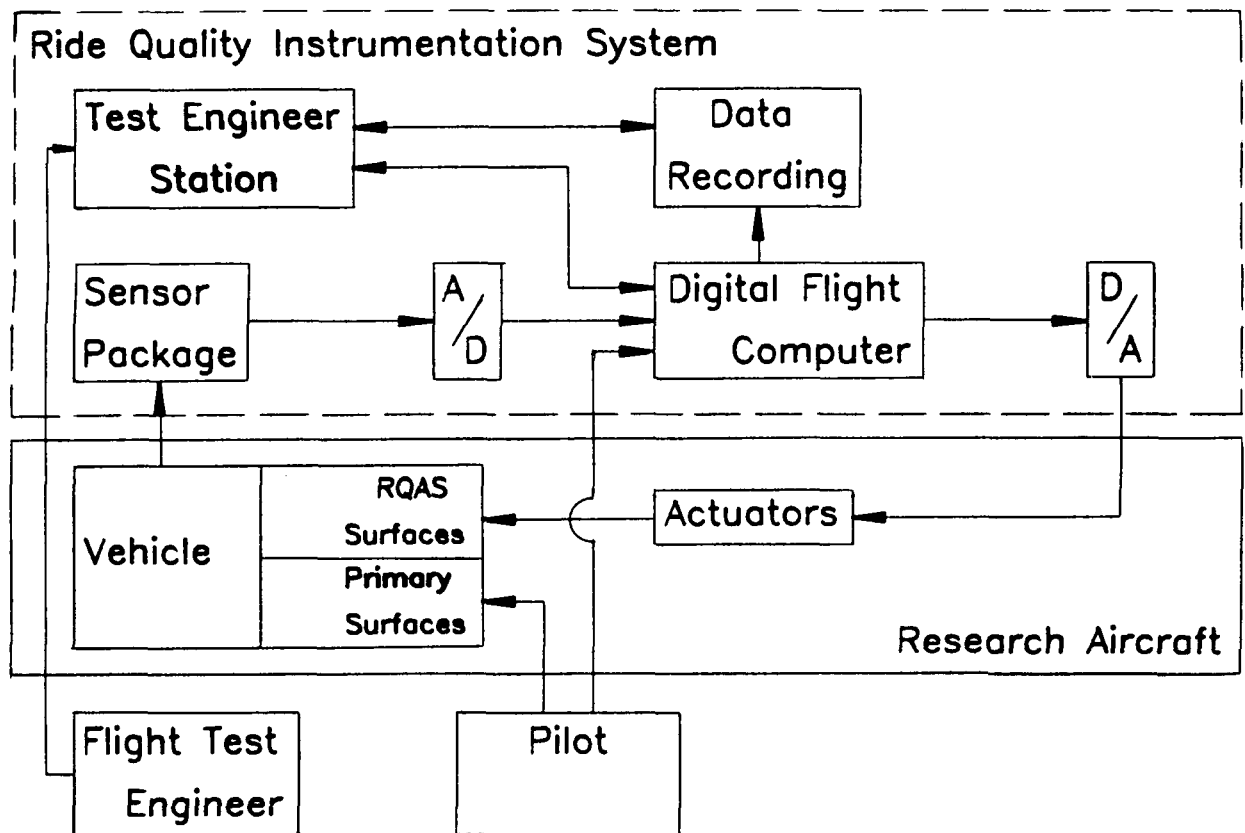 Ride Quality Instrumentation System
Test Engineer
Station
Data
Recording
Sensor
Package
A
/
D
Digital Flight
Computer
D
/
A
Vehicle
RQAS
Surfaces
Primary
Surfaces
Actuators
Research Aircraft
Flight Test
Engineer
Pilot